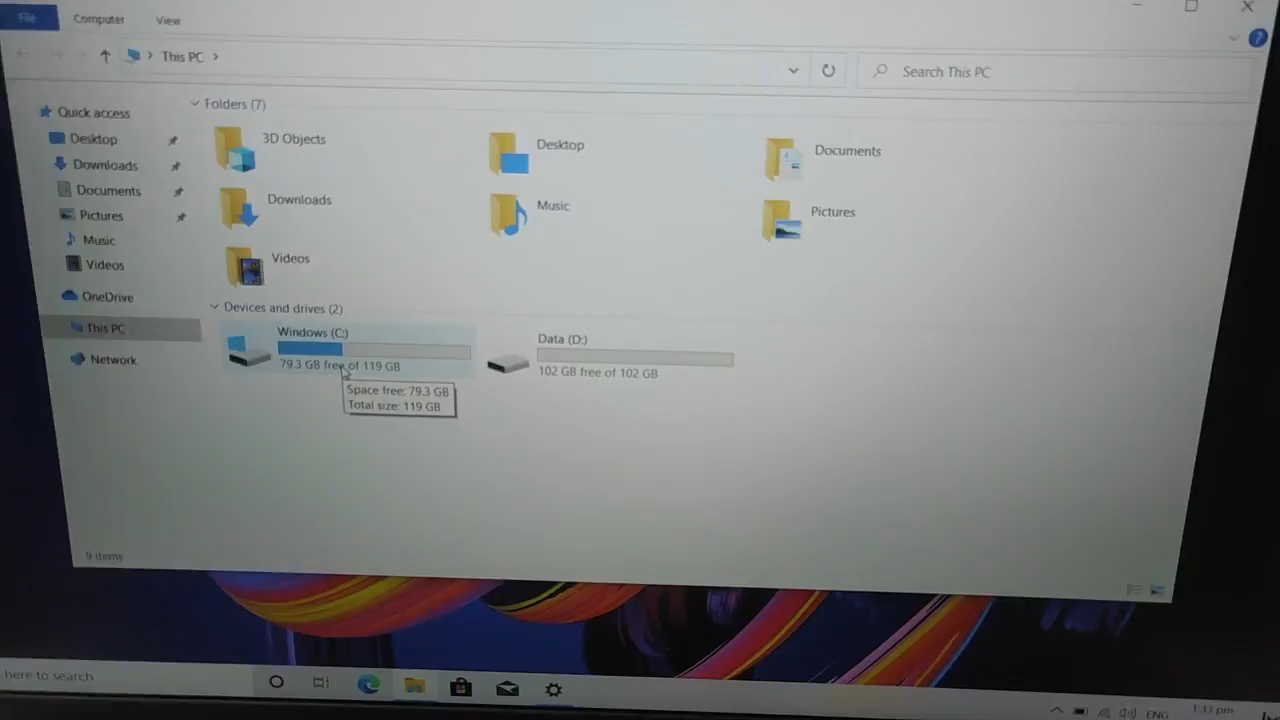 File Computer View
This PC
Search This PC
Quick access
Desktop
Downloads
Documents
Pictures
Music
Videos
OneDrive
This PC
Network
Folders (7)
3D Objects
Desktop
Documents
Downloads
Music
Pictures
Videos
Devices and drives (2)
Windows (C:)
79.3 GB free of 119 GB
Space free: 79.3 GB
Total size: 119 GB
Data (D:)
102 GB free of 102 GB
9 items
here to search
ENG
1:33 pm